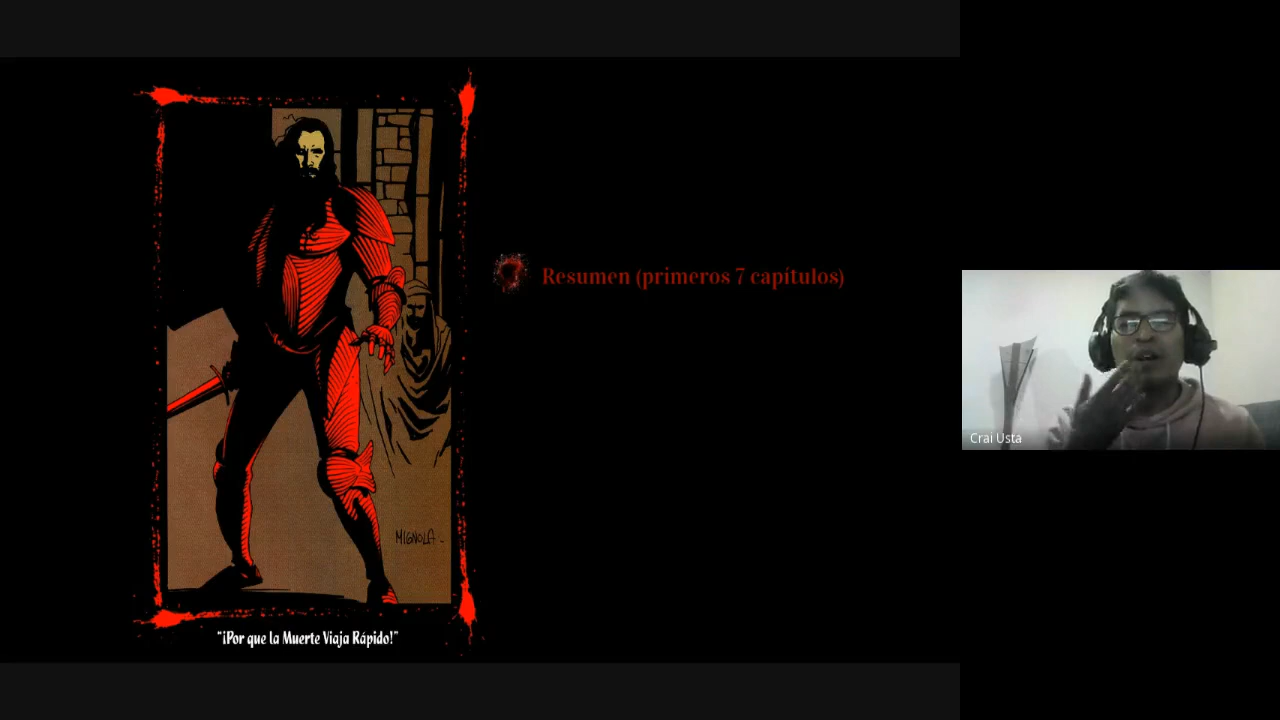 Resumen (primeros 7 capítulos)
MIGNOLA
"¡Por que la Muerte Viaja Rápido!"
Crai Usta